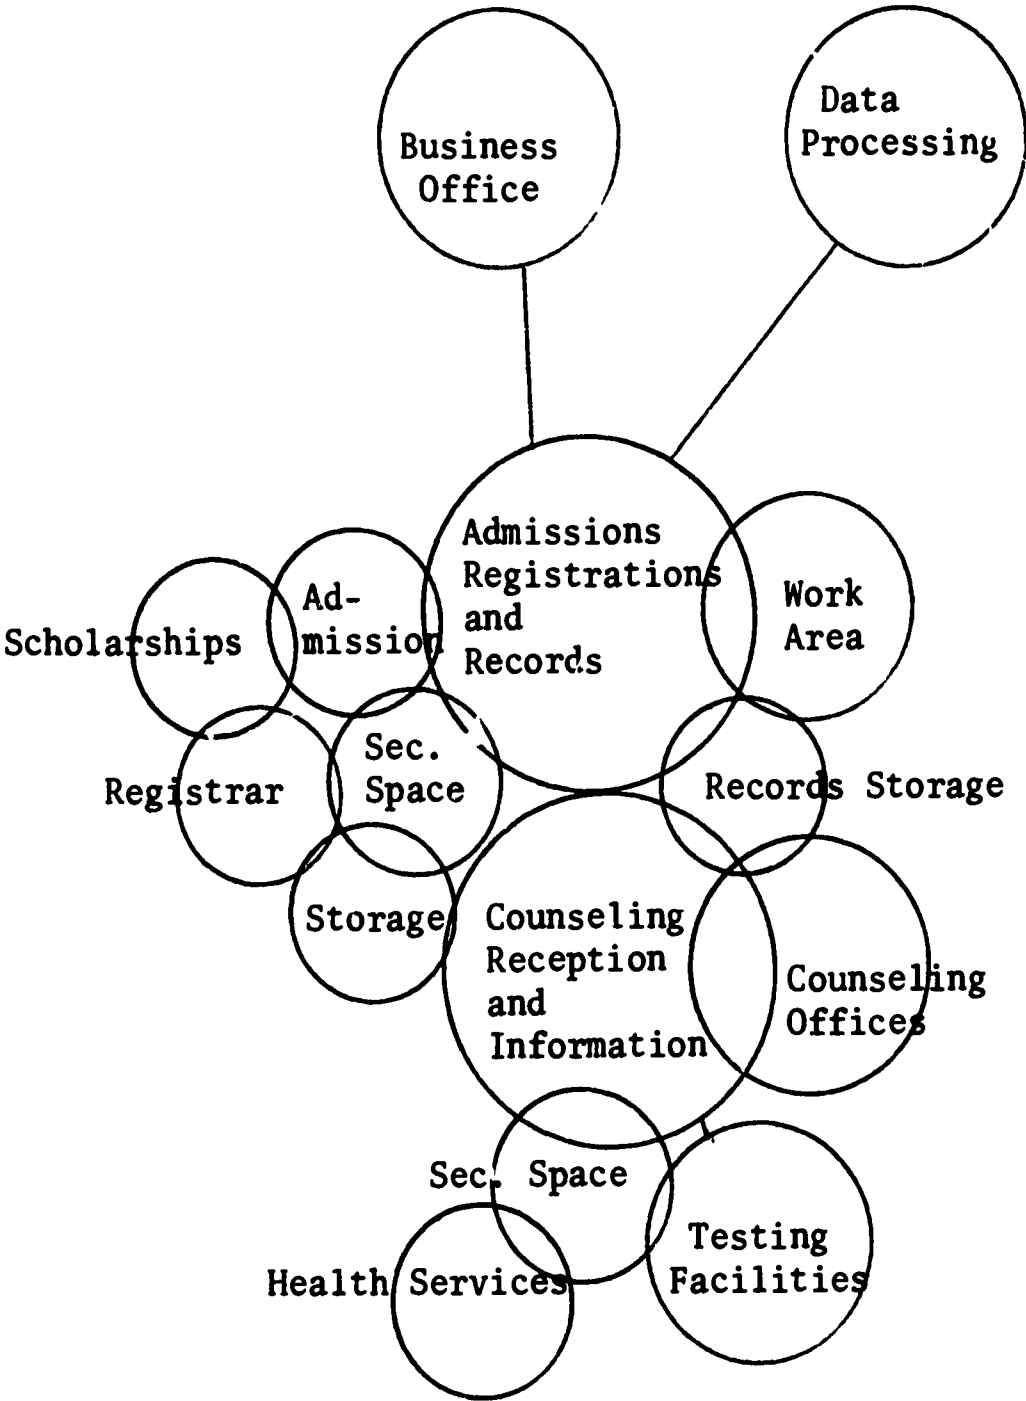 Business
Office
Data
Processing
Admissions
Registrations
and
Records
Work
Area
Ad-
mission
Scholarships
Sec.
Space
Registrar
Records Storage
Storage
Counseling
Reception
and
Information
Counseling
Offices
Sec. Space
Testing
Facilities
Health Services